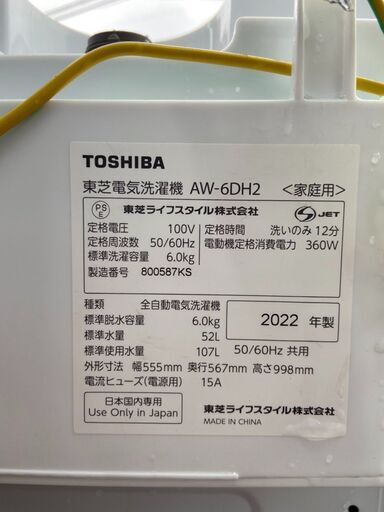 TOSHIBA
東芝電気洗濯機 AW-6DH2 <家庭用>
PS E 東芝ライフスタイル株式会社 S JET
定格電圧 100V 定格時間 洗いのみ 12分
定格周波数 50/60Hz 電動機定格消費電力 360W
標準洗濯容量 6.0kg
製造番号 800587KS
種類 全自動電気洗濯機
標準脱水容量 6.0kg
標準水量 52L
標準使用水量 107L
2022 年製
50/60Hz 共用
外形寸法 幅555mm 奥行567mm 高さ998mm
電流ヒューズ(電源用) 15A
日本国内専用
Use Only in Japan
東芝ライフスタイル株式会社
MADE IN CHINA